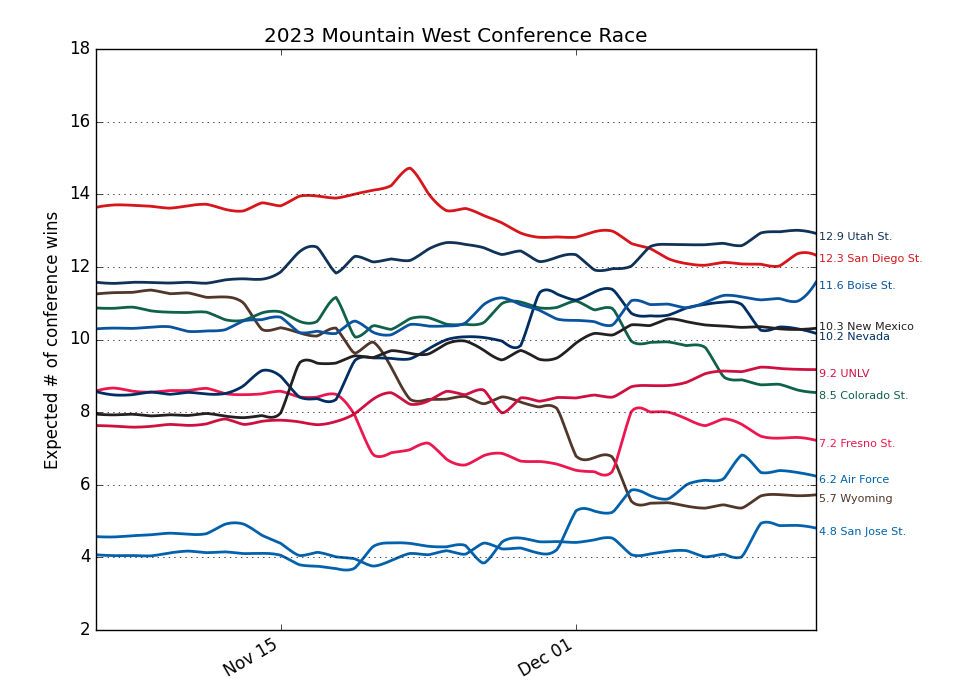 2023 Mountain West Conference Race
Expected # of conference wins
18
16
14
12
10
8
6
4
2
Nov 15
Dec 01
12.9 Utah St.
12.3 San Diego St.
11.6 Boise St.
10.3 New Mexico
10.2 Nevada
9.2 UNLV
8.5 Colorado St.
7.2 Fresno St.
6.2 Air Force
5.7 Wyoming
4.8 San Jose St.